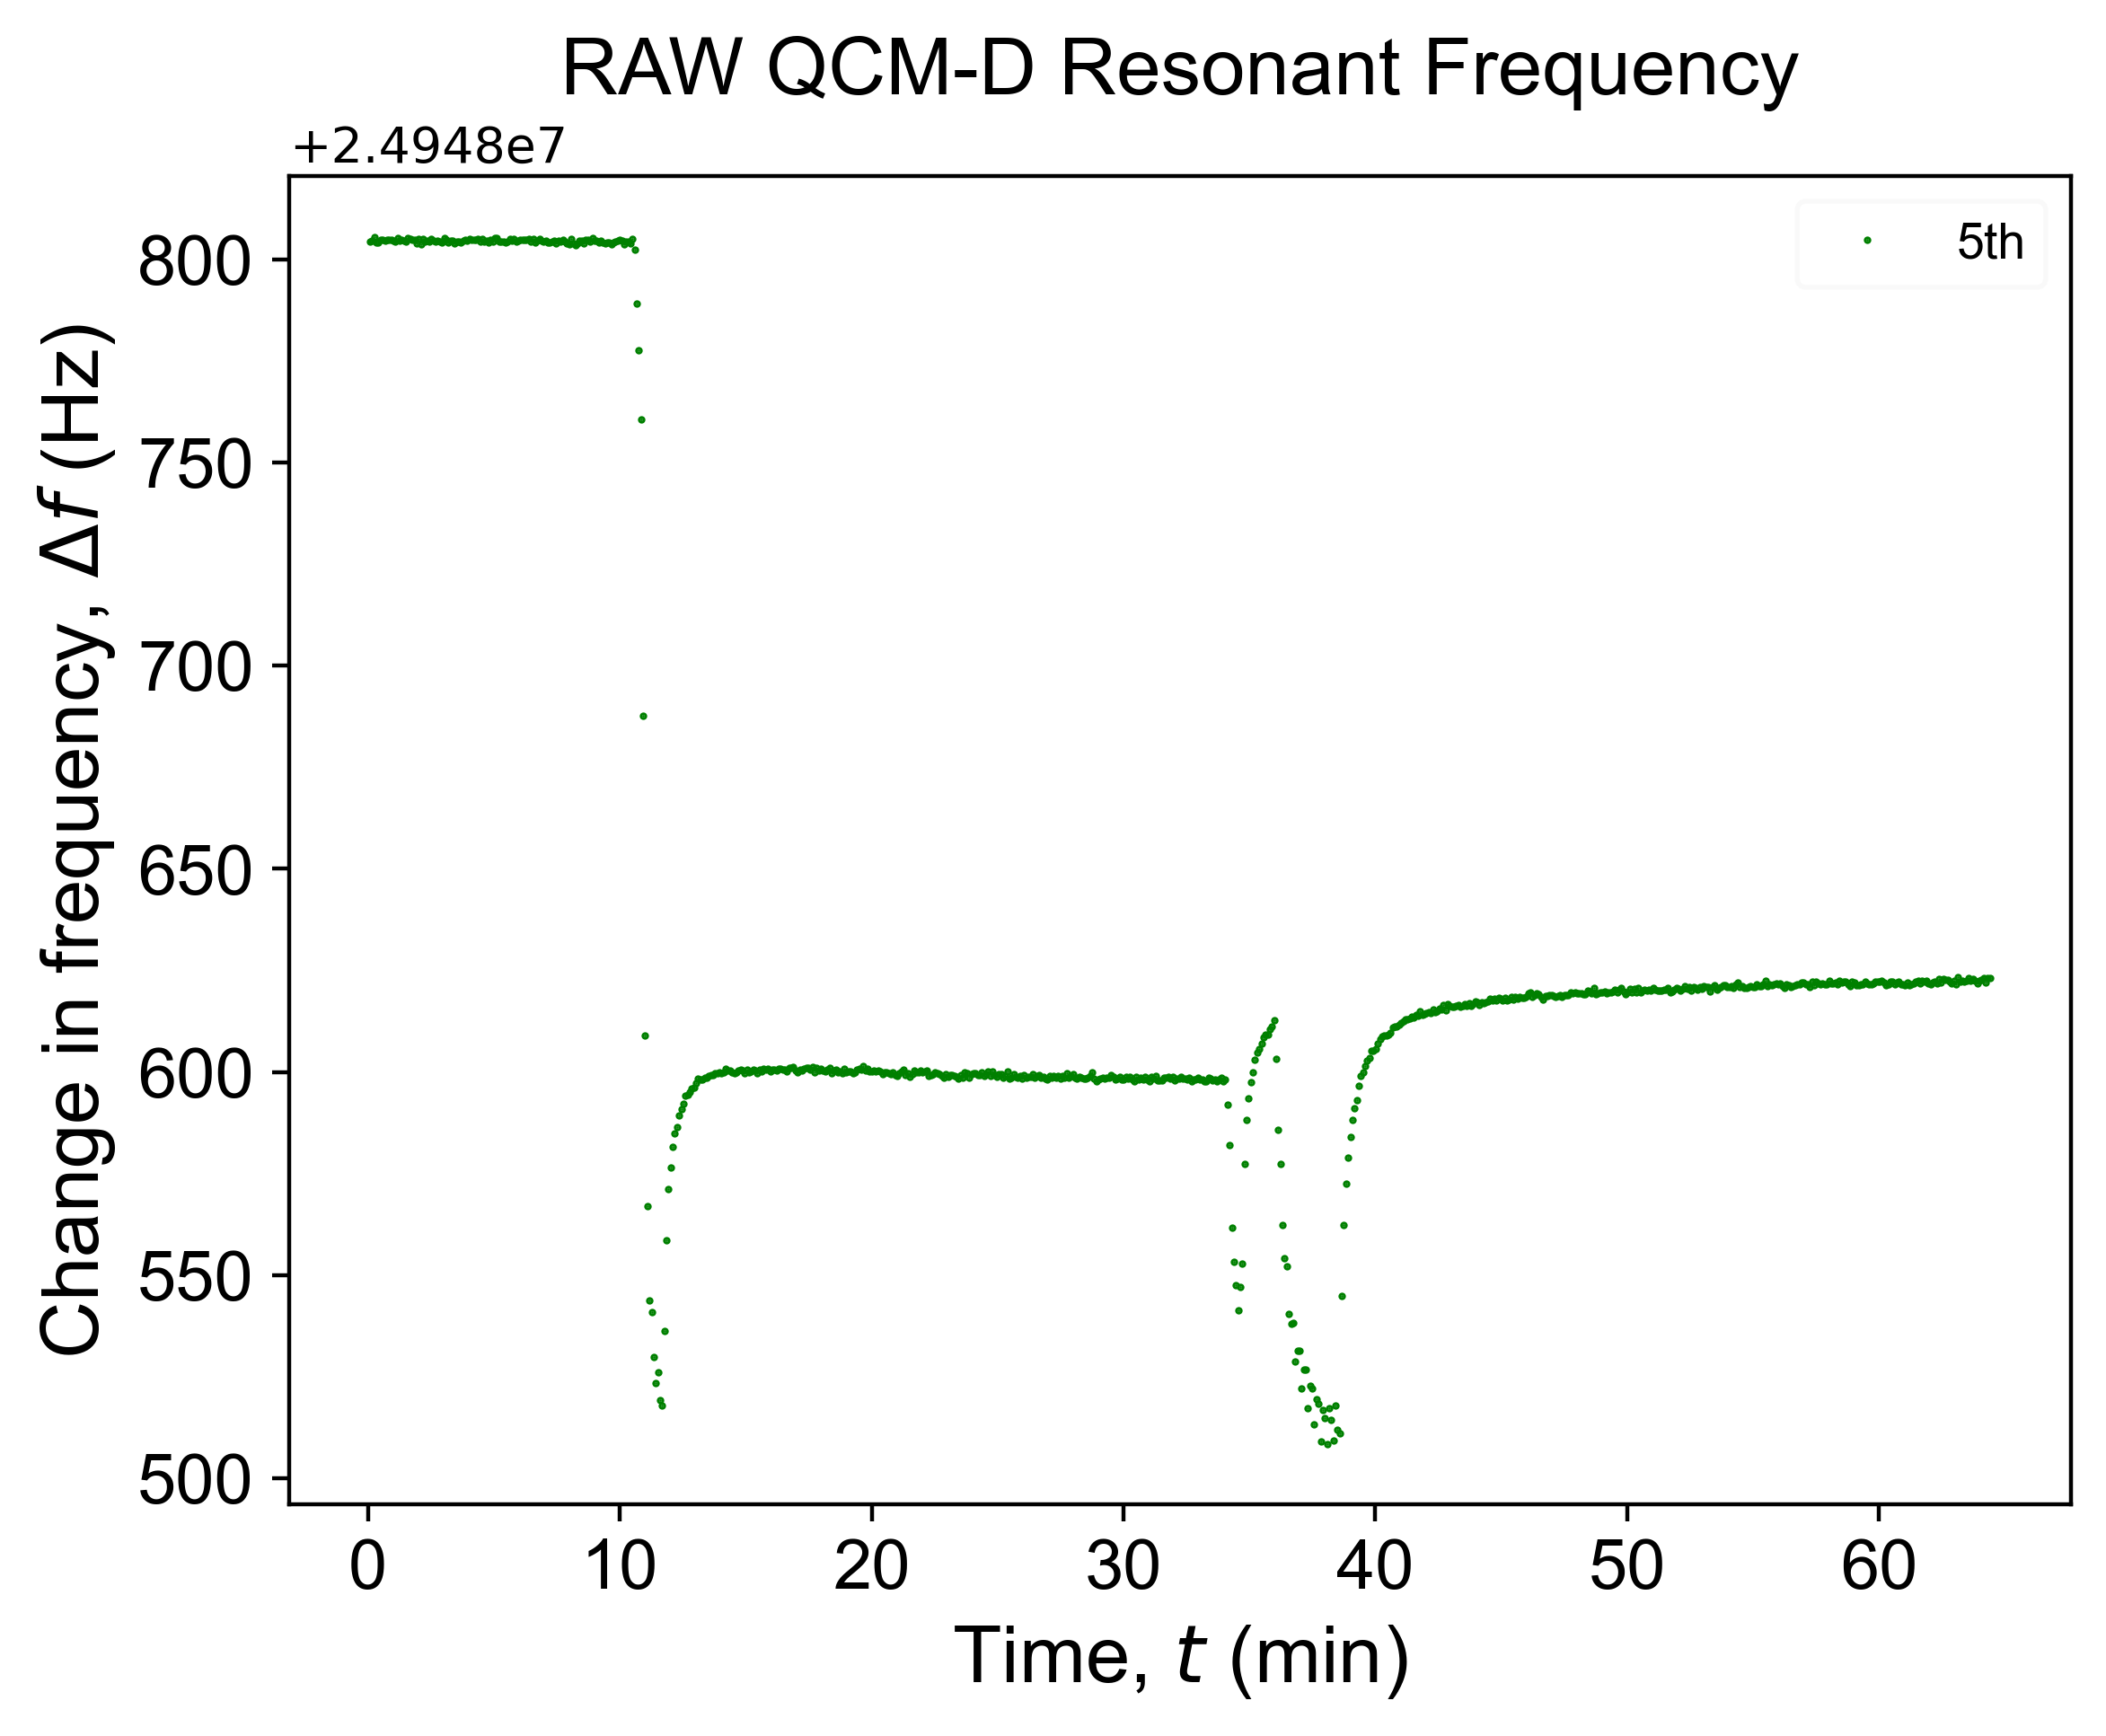 RAW QCM-D Resonant Frequency
+2.4948e7
5th
Change in frequency, Δf (Hz)
800
750
700
650
600
550
500
0 10 20 30 40 50 60
Time, t (min)